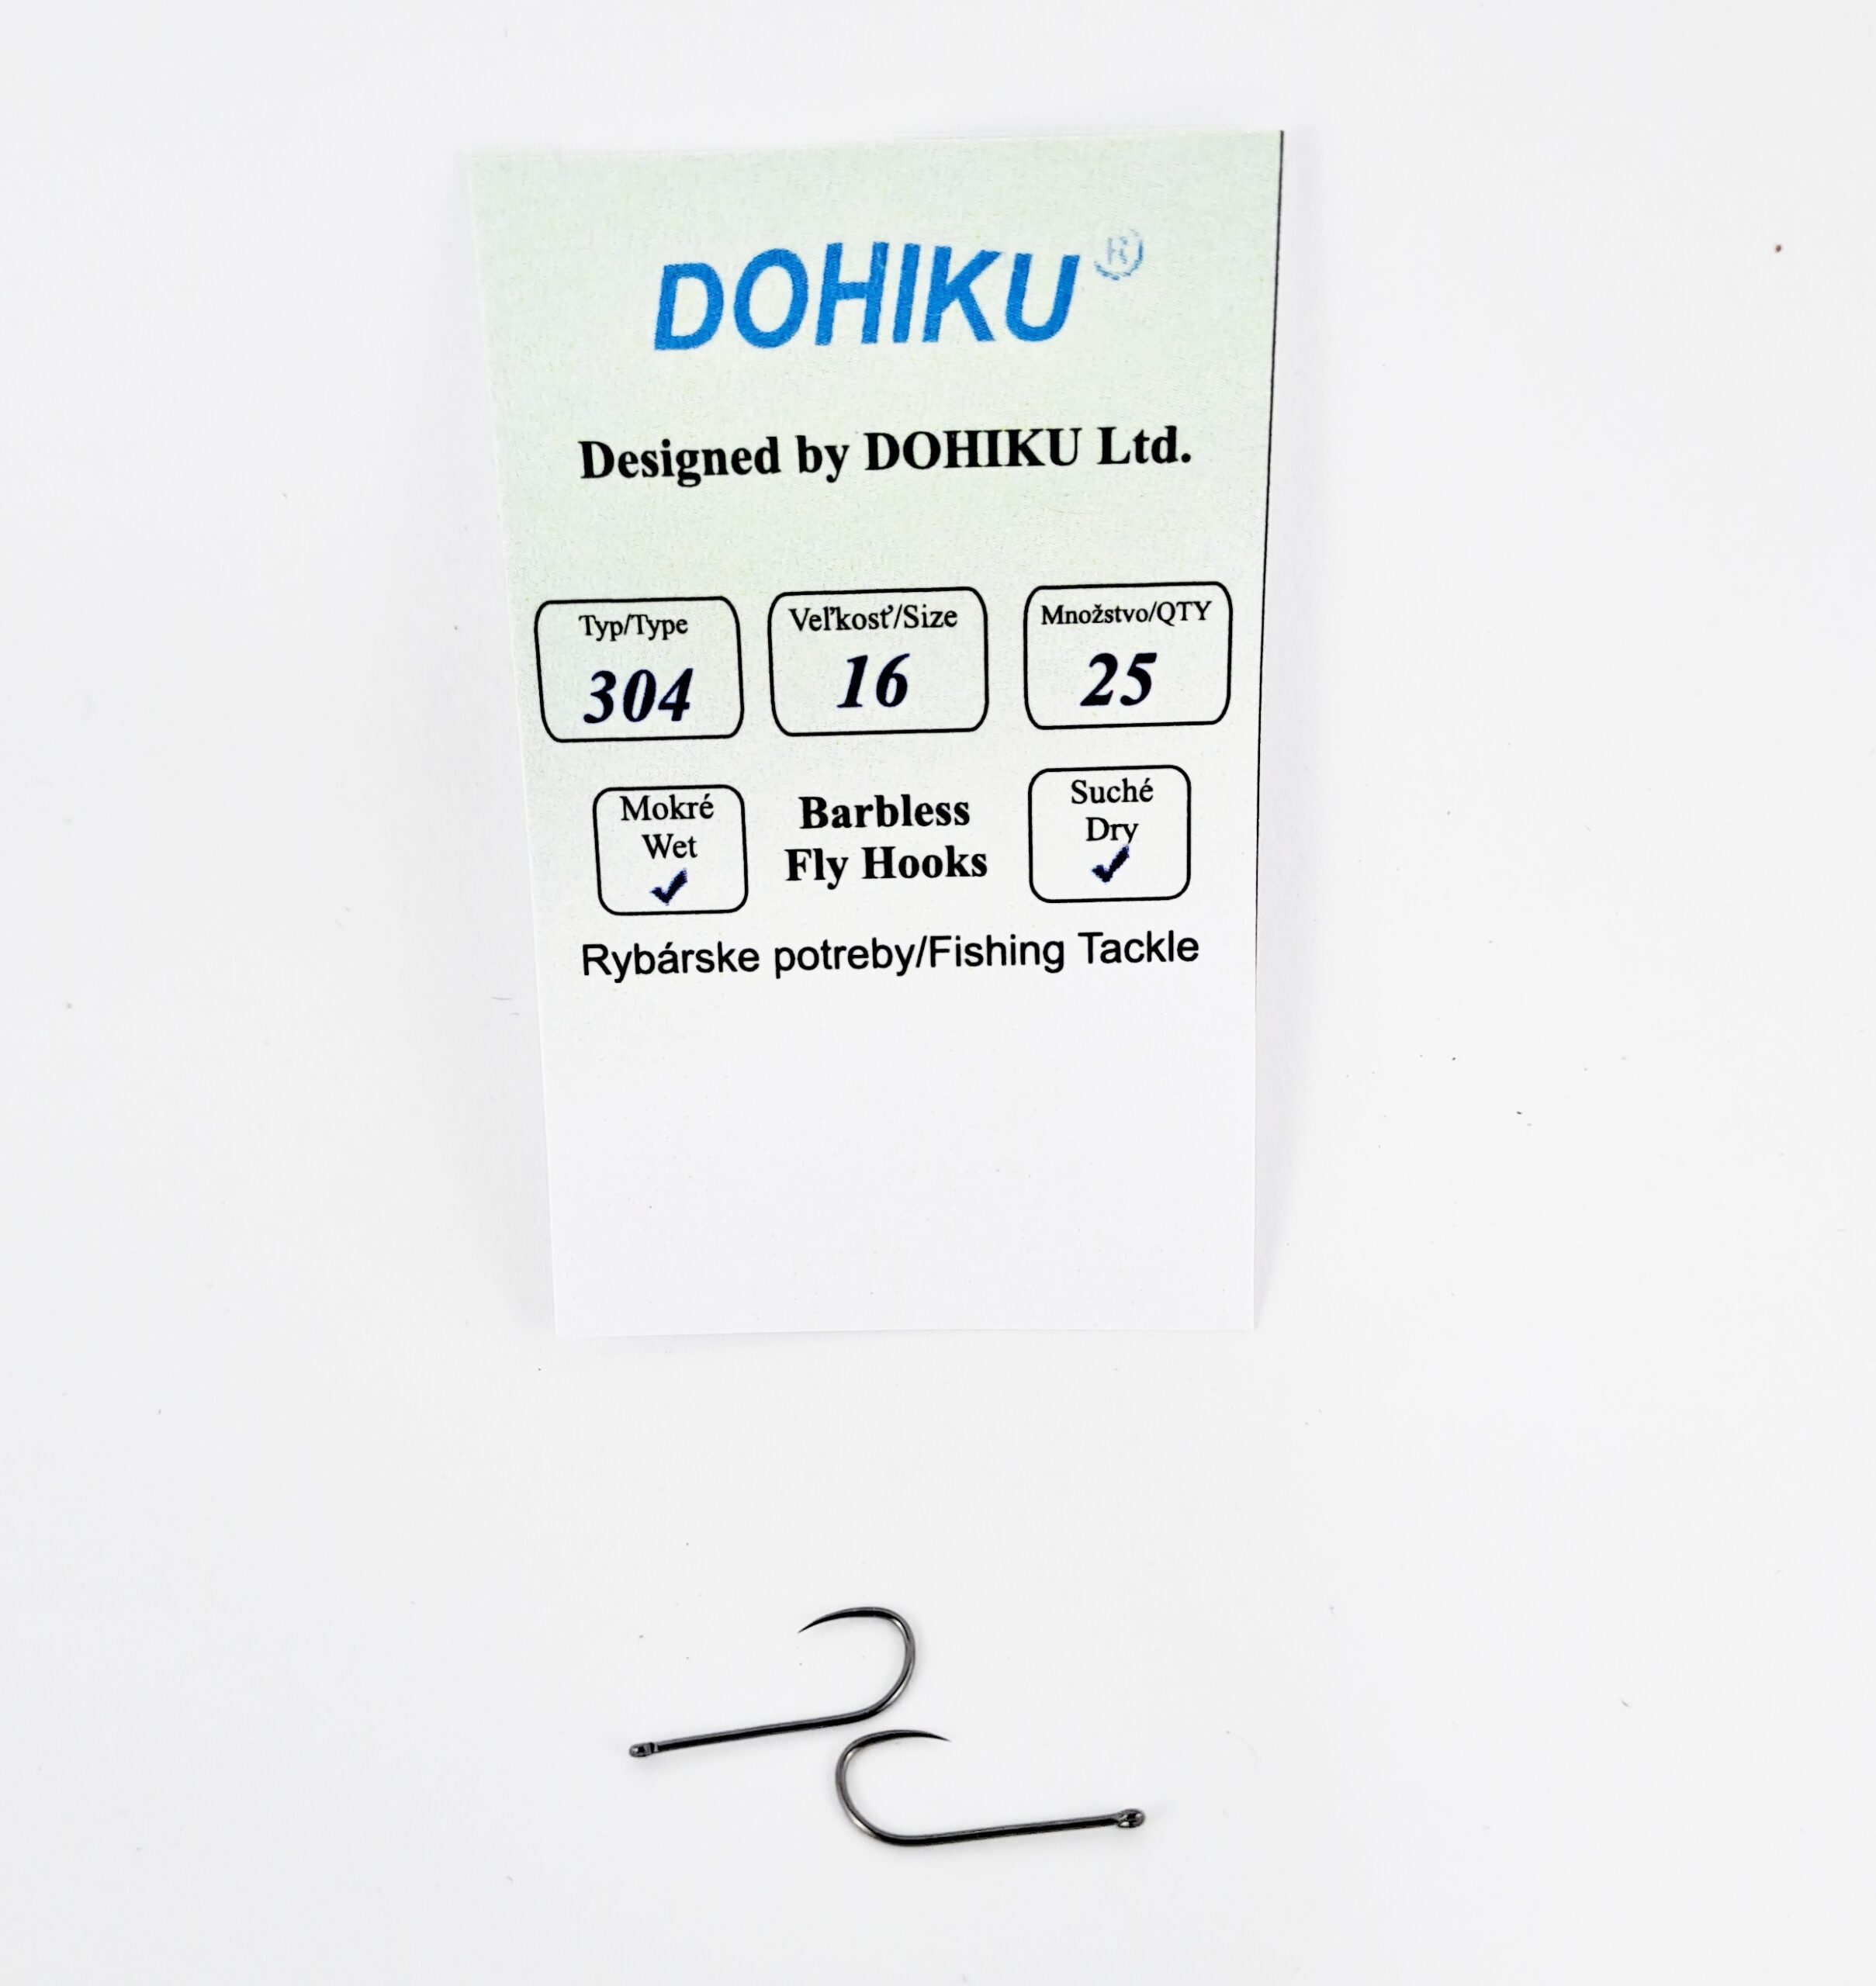 DOHIKU ®
Designed by DOHIKU Ltd.
Typ/Type
304
Veľkosť/Size
16
Množstvo/QTY
25
Mokré
Wet
✓
Barbless
Fly Hooks
Suché
Dry
✓
Rybárske potreby/Fishing Tackle